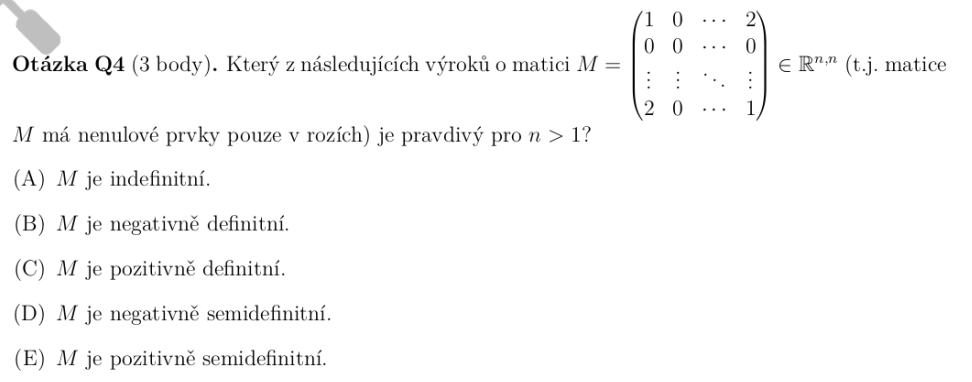 Otázka Q4 (3 body). Který z následujících výroků o matici $M = \begin{pmatrix} 1 & 0 & \cdots & 2 \\ 0 & 0 & \cdots & 0 \\ \vdots & \vdots & \ddots & \vdots \\ 2 & 0 & \cdots & 1 \end{pmatrix} \in \mathbb{R}^{n,n}$ (t.j. matice
M má nenulové prvky pouze v rozích) je pravdivý pro n > 1?
(A) M je indefinitní.
(B) M je negativně definitní.
(C) M je pozitivně definitní.
(D) M je negativně semidefinitní.
(E) M je pozitivně semidefinitní.